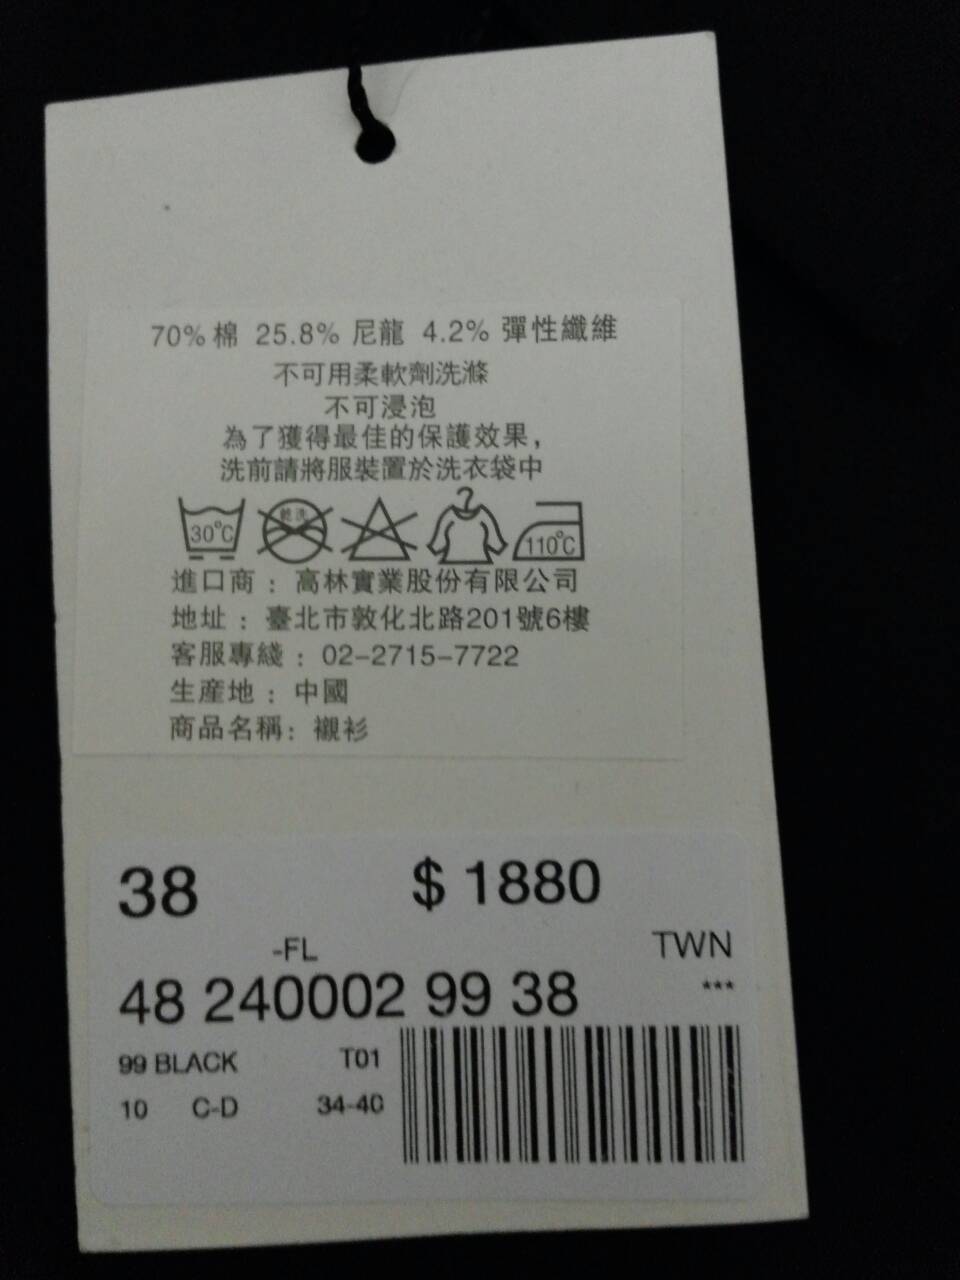 70% 棉 25.8% 尼龍 4.2% 彈性纖維
不可用柔軟劑洗滌
不可浸泡
為了獲得最佳的保護效果，
洗前請將服裝置於洗衣袋中
30°C 乾洗 110°C
進口商：高林實業股份有限公司
地址：臺北市敦化北路201號6樓
客服專綫：02-2715-7722
生産地：中國
商品名稱：襯衫
38 $ 1880
-FL TWN
48 240002 99 38 ***
99 BLACK T01
10 C-D 34-40